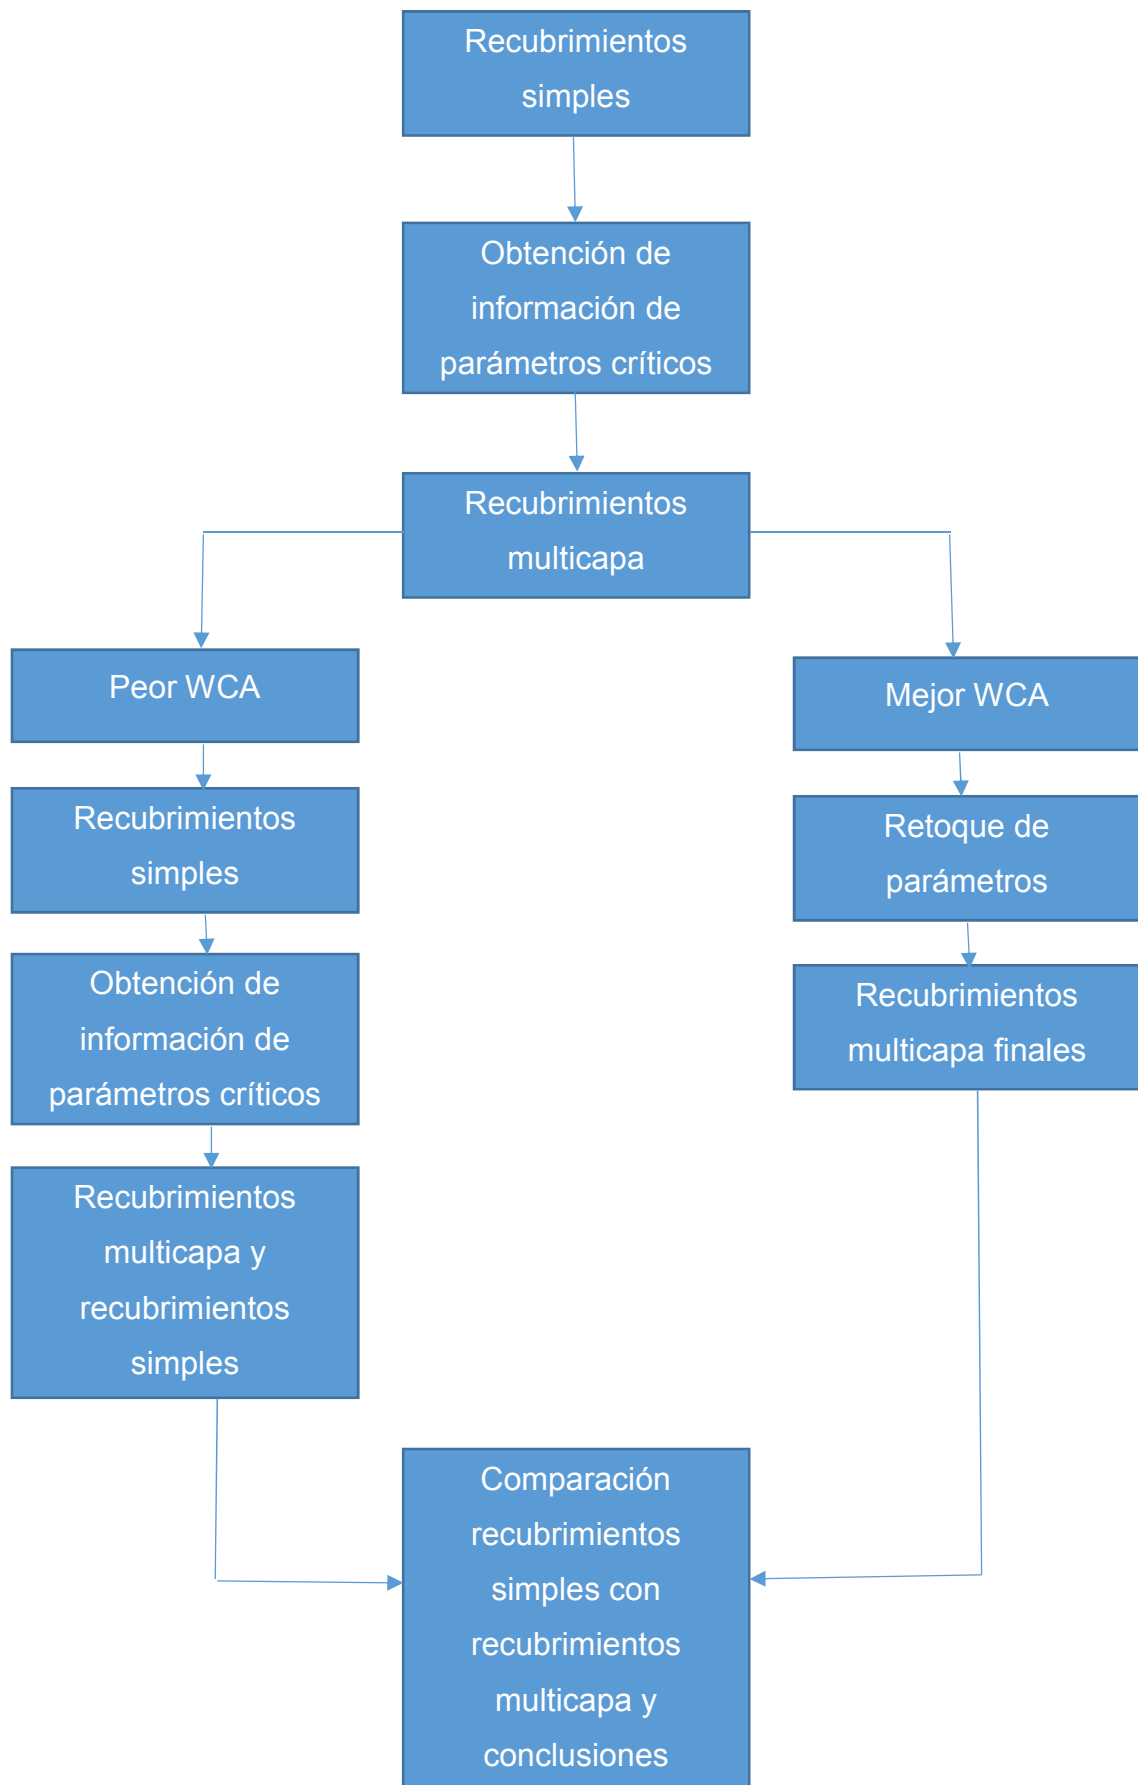 Recubrimientos
simples
Obtención de
información de
parámetros críticos
Recubrimientos
multicapa
Peor WCA
Recubrimientos
simples
Obtención de
información de
parámetros críticos
Recubrimientos
multicapa y
recubrimientos
simples
Mejor WCA
Retoque de
parámetros
Recubrimientos
multicapa finales
Comparación
recubrimientos
simples con
recubrimientos
multicapa y
conclusiones